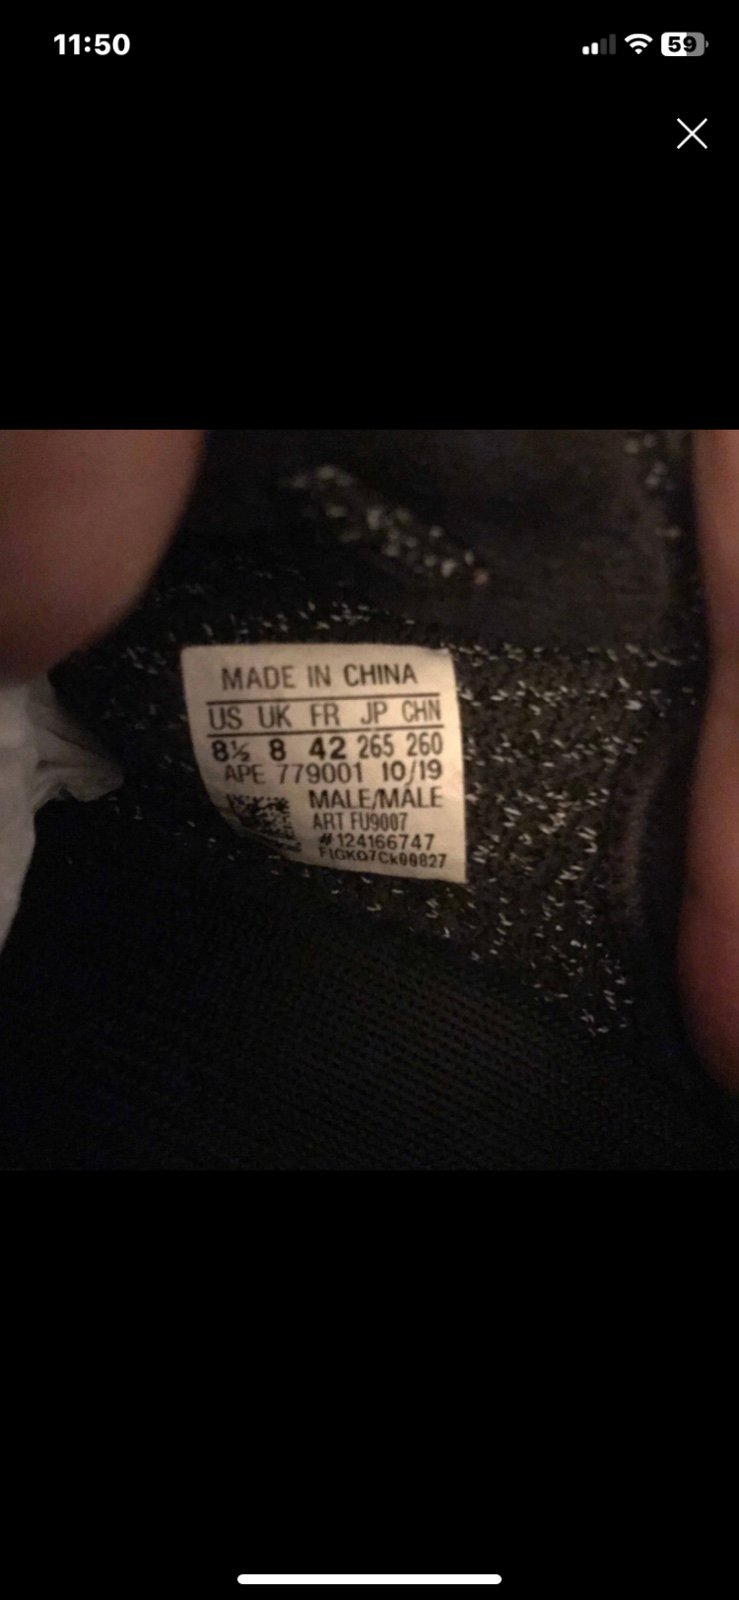 11:50
59
MADE IN CHINA
US UK FR JP CHN
8½ 8 42 265 260
APE 779001 10/19
MALE/MALE
ART FU9007
#124166747
F1GK07Ck00827